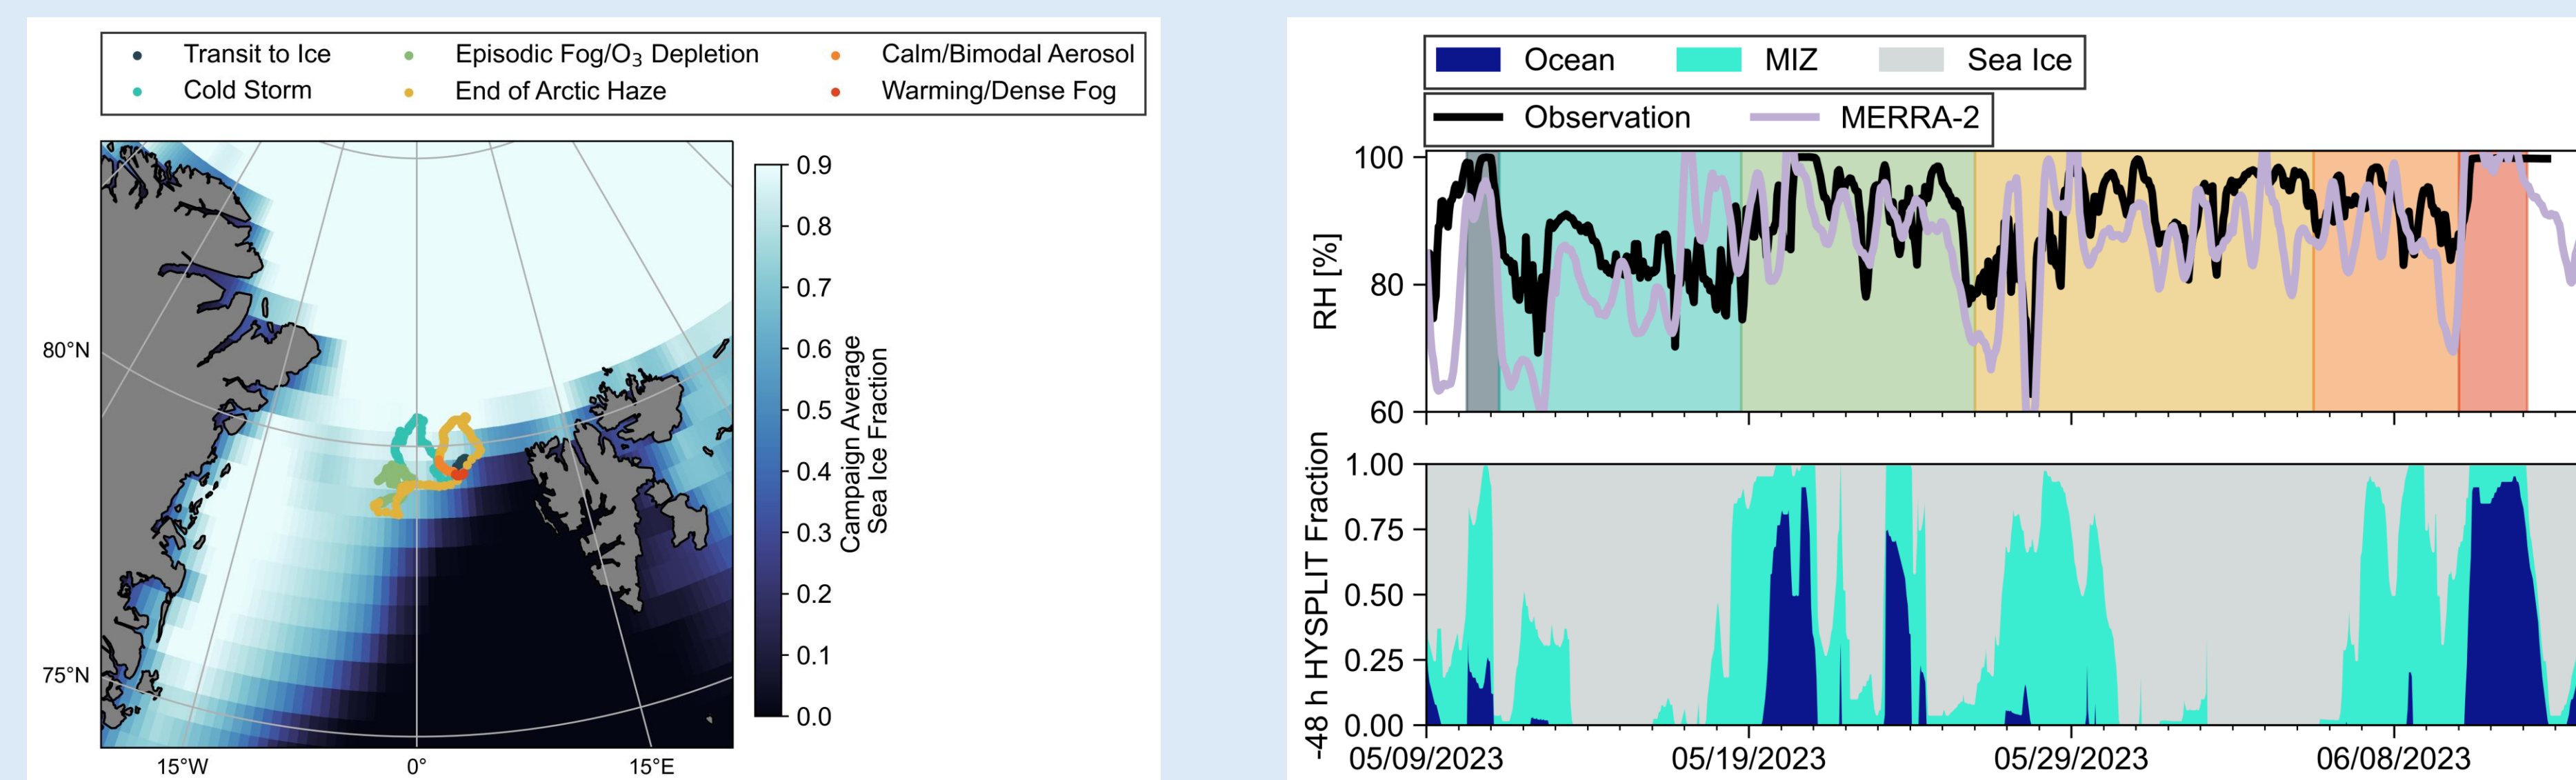 Transit to Ice
Episodic Fog/O₃ Depletion
Calm/Bimodal Aerosol
Cold Storm
End of Arctic Haze
Warming/Dense Fog
80°N
75°N
15°W
0°
15°E
0.9
0.8
0.7
0.6
0.5
0.4
0.3
0.2
0.1
0.0
Campaign Average
Sea Ice Fraction
Ocean
MIZ
Sea Ice
Observation
MERRA-2
100
80
60
RH [%]
1.00
0.75
0.50
0.25
0.00
-48 h HYSPLIT Fraction
05/09/2023
05/19/2023
05/29/2023
06/08/2023